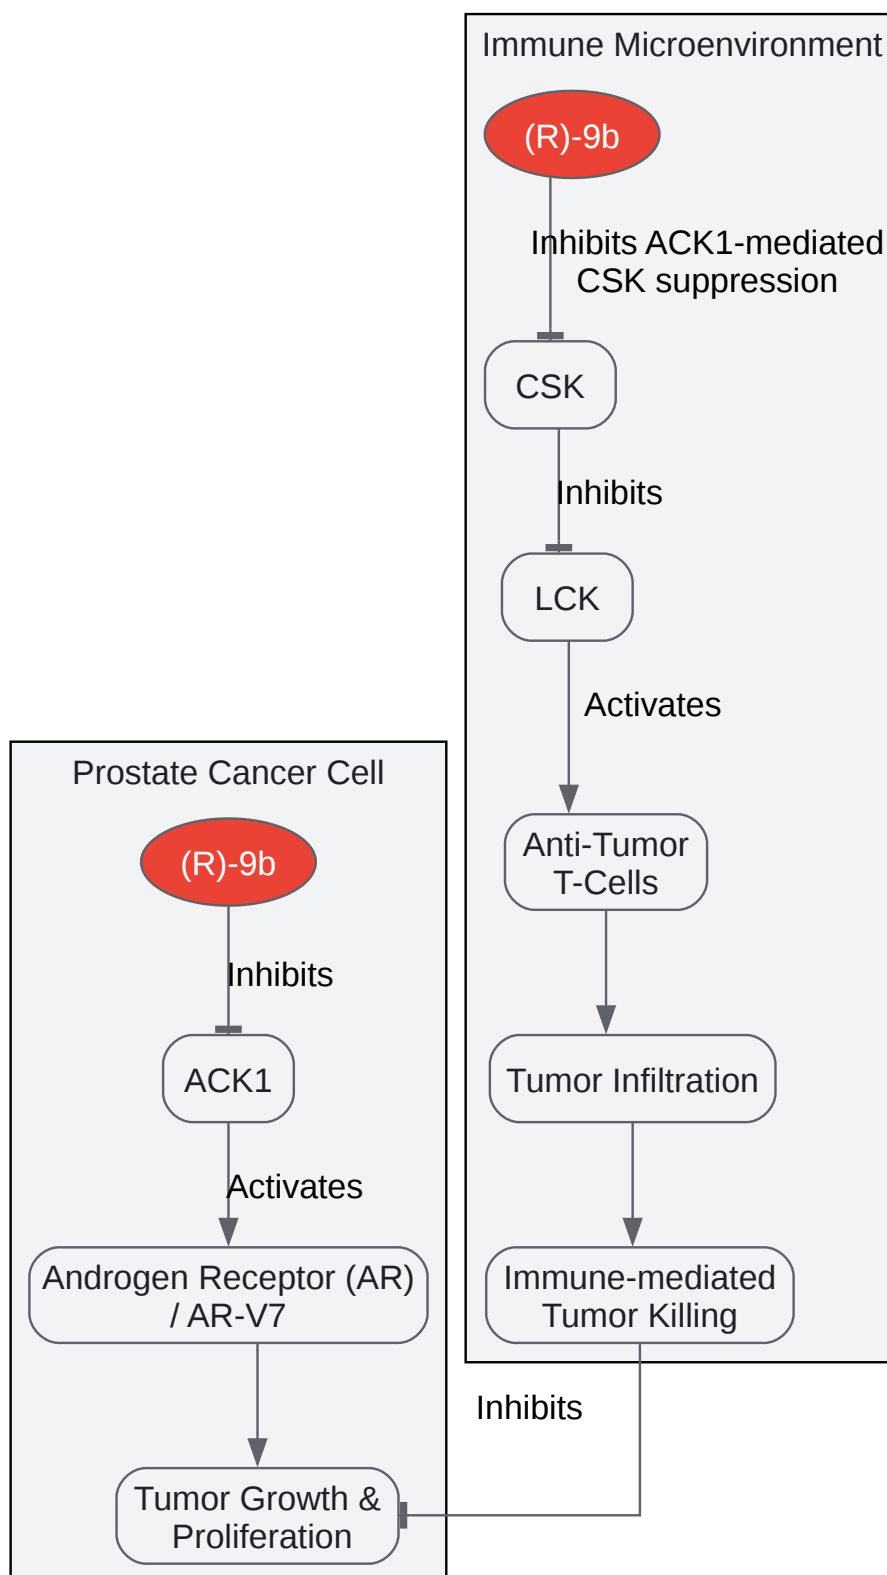 Immune Microenvironment
(R)-9b
Inhibits ACK1-mediated
CSK suppression
CSK
Inhibits
LCK
Activates
Anti-Tumor
T-Cells
Tumor Infiltration
Immune-mediated
Tumor Killing
Inhibits
Prostate Cancer Cell
(R)-9b
Inhibits
ACK1
Activates
Androgen Receptor (AR)
/ AR-V7
Tumor Growth &
Proliferation